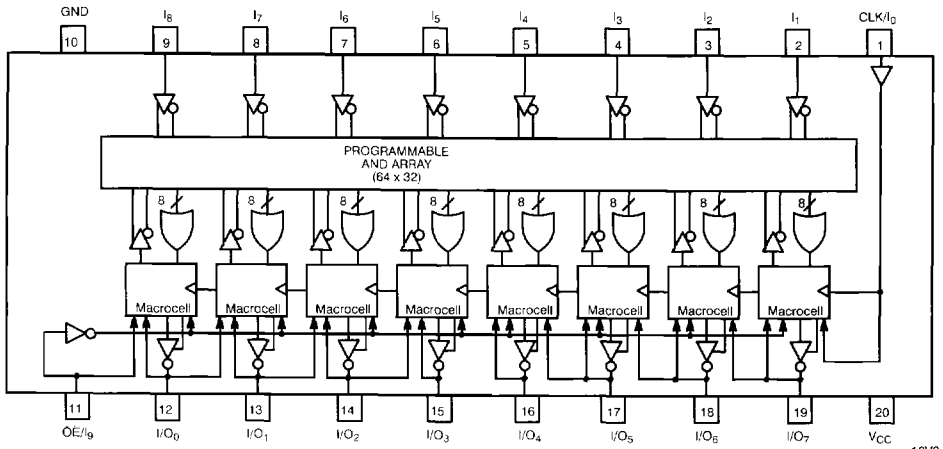 GND I8 I7 I6 I5 I4 I3 I2 I1 CLK/I0
10 9 8 7 6 5 4 3 2 1
PROGRAMMABLE
AND ARRAY
(64 x 32)
8 8 8 8 8 8 8 8
Macrocell Macrocell Macrocell Macrocell Macrocell Macrocell Macrocell Macrocell
11 12 13 14 15 16 17 18 19 20
OE/I9 I/O0 I/O1 I/O2 I/O3 I/O4 I/O5 I/O6 I/O7 VCC